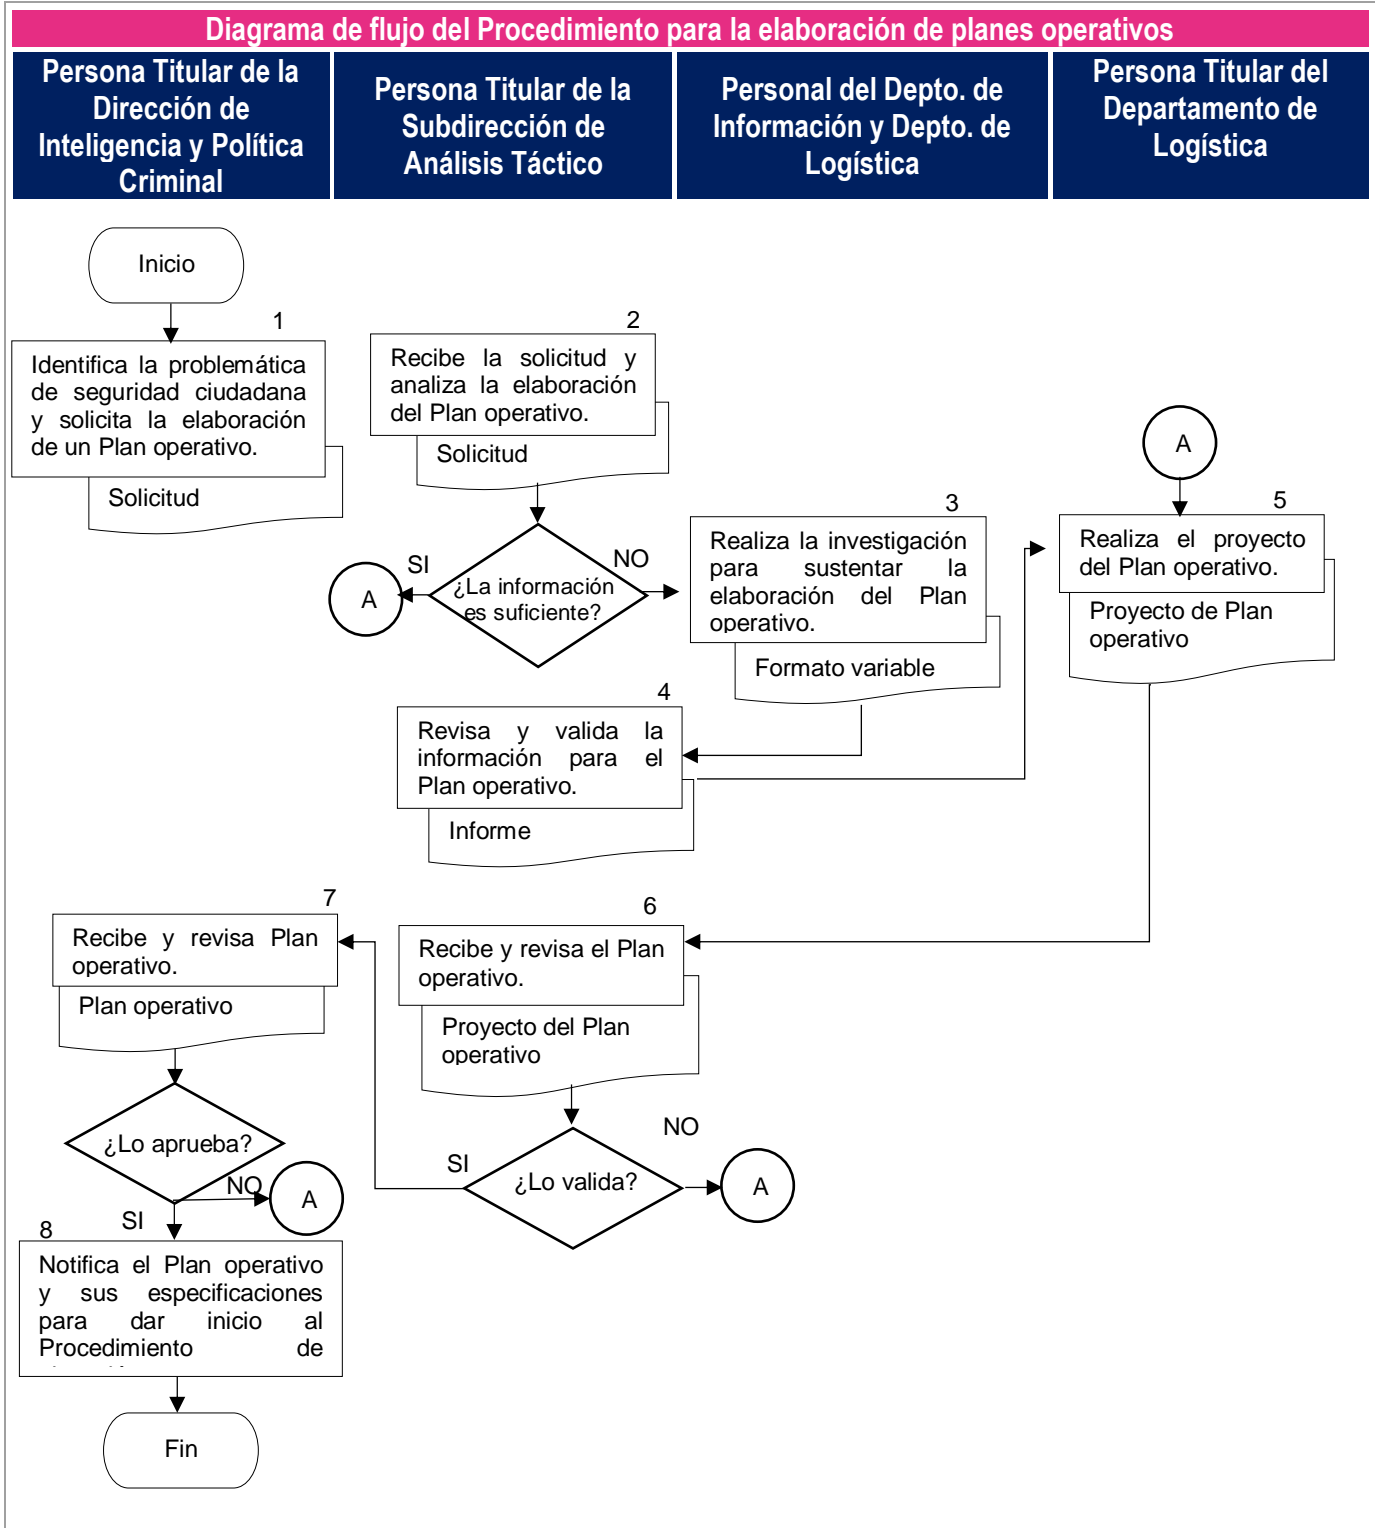 Diagrama de flujo del Procedimiento para la elaboración de planes operativos
Persona Titular de la
Dirección de
Inteligencia y Política
Criminal
Persona Titular de la
Subdirección de
Análisis Táctico
Personal del Depto. de
Información y Depto. de
Logística
Persona Titular del
Departamento de
Logística
Inicio
1
Identifica la problemática
de seguridad ciudadana
y solicita la elaboración
de un Plan operativo.
Solicitud
2
Recibe la solicitud y
analiza la elaboración
del Plan operativo.
Solicitud
SI
NO
¿La información
es suficiente?
A
3
Realiza la investigación
para sustentar la
elaboración del Plan
operativo.
Formato variable
4
Revisa y valida la
información para el
Plan operativo.
Informe
A
5
Realiza el proyecto
del Plan operativo.
Proyecto de Plan
operativo
6
Recibe y revisa el Plan
operativo.
Proyecto del Plan
operativo
¿Lo valida?
SI
NO
A
7
Recibe y revisa Plan
operativo.
Plan operativo
¿Lo aprueba?
NO
A
SI
8
Notifica el Plan operativo
y sus especificaciones
para dar inicio al
Procedimiento de
Fin